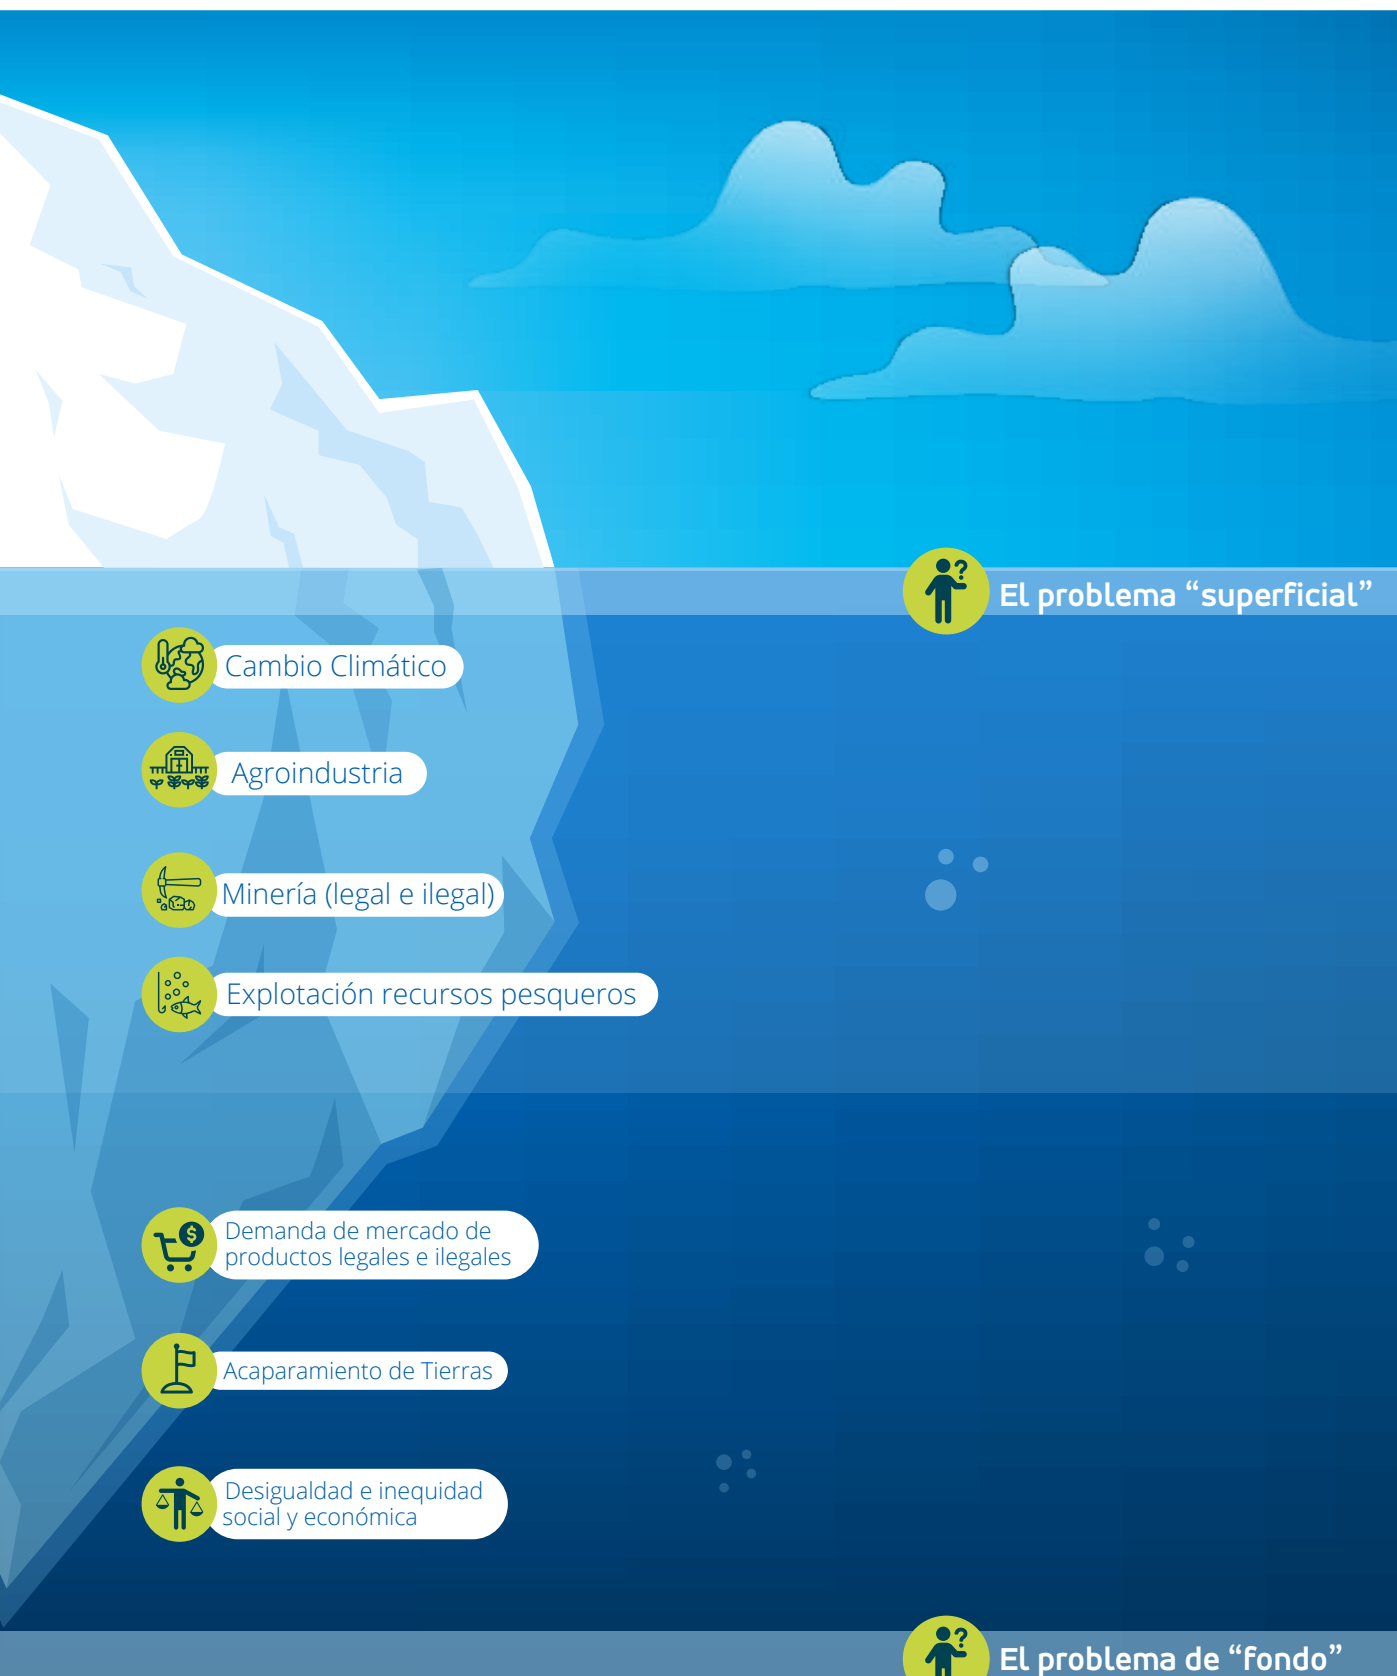 El problema “superficial”
Cambio Climático
Agroindustria
Minería (legal e ilegal)
Explotación recursos pesqueros
Demanda de mercado de
productos legales e ilegales
Acaparamiento de Tierras
Desigualdad e inequidad
social y económica
El problema de “fondo”